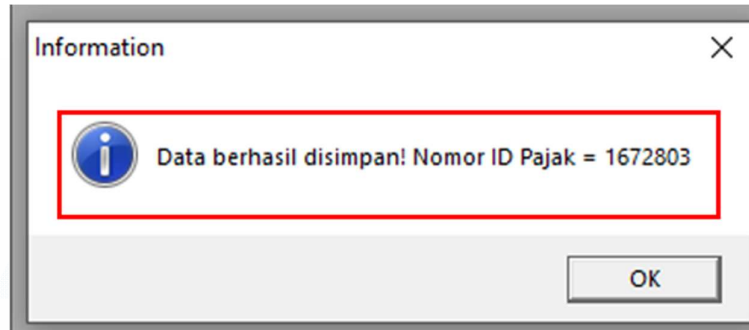 Information
Data berhasil disimpan! Nomor ID Pajak = 1672803
OK